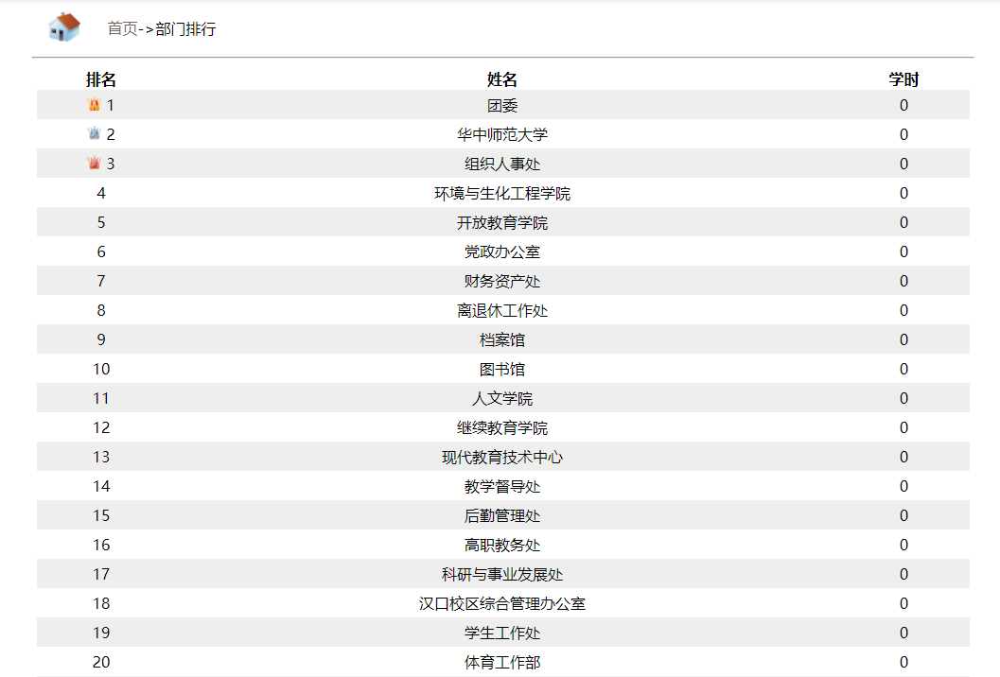 首页->部门排行
排名 姓名 学时
1 团委 0
2 华中师范大学 0
3 组织人事处 0
4 环境与生化工程学院 0
5 开放教育学院 0
6 党政办公室 0
7 财务资产处 0
8 离退休工作处 0
9 档案馆 0
10 图书馆 0
11 人文学院 0
12 继续教育学院 0
13 现代教育技术中心 0
14 教学督导处 0
15 后勤管理处 0
16 高职教务处 0
17 科研与事业发展处 0
18 汉口校区综合管理办公室 0
19 学生工作处 0
20 体育工作部 0